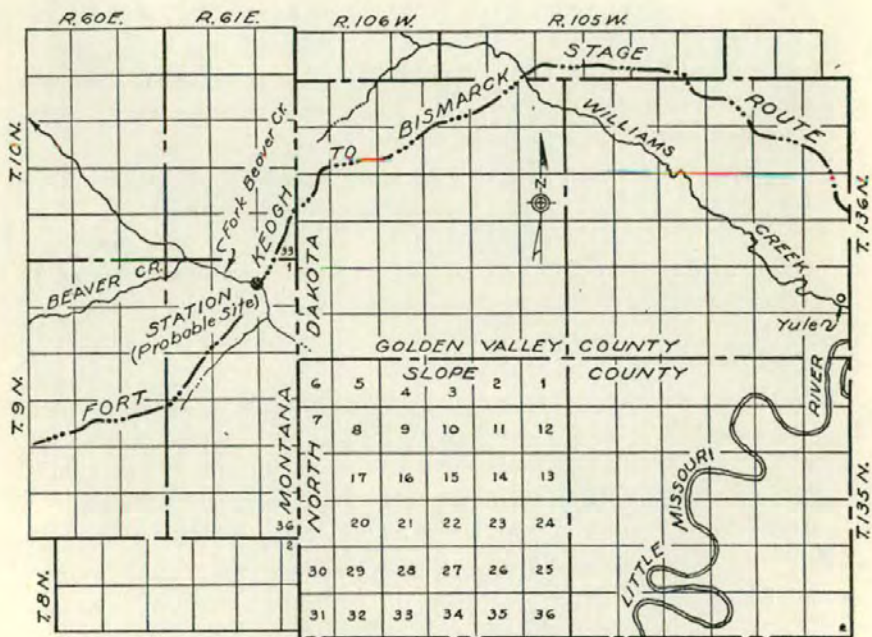 R. 60 E. R. 61 E. R. 106 W. R. 105 W.
T. 10 N.
T. 9 N.
T. 8 N.
T. 136 N.
T. 135 N.
FORT KEOGH TO BISMARCK STAGE ROUTE
WILLIAMS CREEK
Fork Beaver Cr.
BEAVER CR.
STATION
(Probable Site)
N
Yule
33
1
MONTANA
NORTH DAKOTA
GOLDEN VALLEY COUNTY
SLOPE COUNTY
6 5 4 3 2 1
7 8 9 10 11 12
17 16 15 14 13
20 21 22 23 24
30 29 28 27 26 25
31 32 33 34 35 36
36
2
LITTLE MISSOURI RIVER